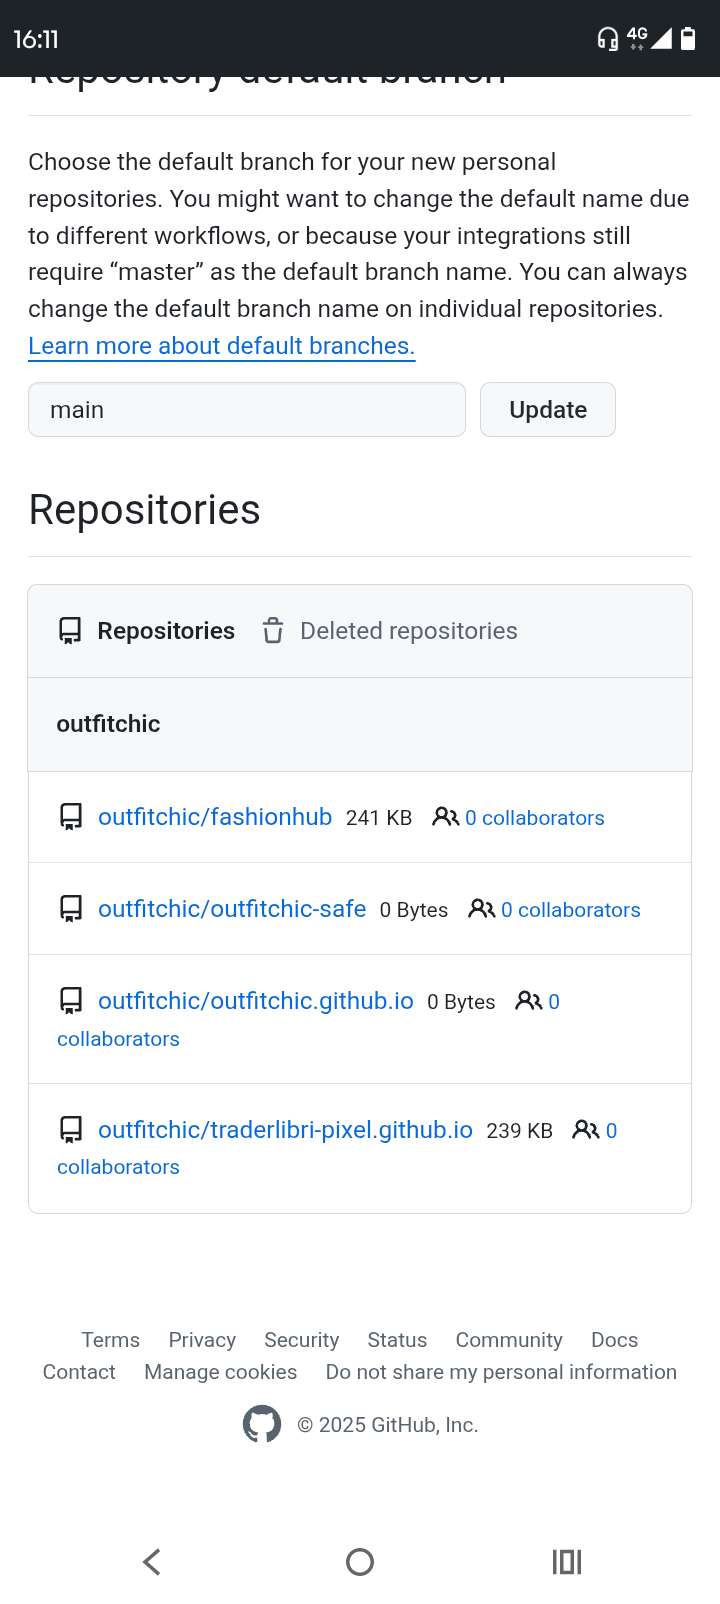 16:11
4G
Repository default branch
Choose the default branch for your new personal
repositories. You might want to change the default name due
to different workflows, or because your integrations still
require “master” as the default branch name. You can always
change the default branch name on individual repositories.
Learn more about default branches.
main
Update
Repositories
Repositories
Deleted repositories
outfitchic
outfitchic/fashionhub 241 KB 0 collaborators
outfitchic/outfitchic-safe 0 Bytes 0 collaborators
outfitchic/outfitchic.github.io 0 Bytes 0
collaborators
outfitchic/traderlibri-pixel.github.io 239 KB 0
collaborators
Terms Privacy Security Status Community Docs
Contact Manage cookies Do not share my personal information
© 2025 GitHub, Inc.